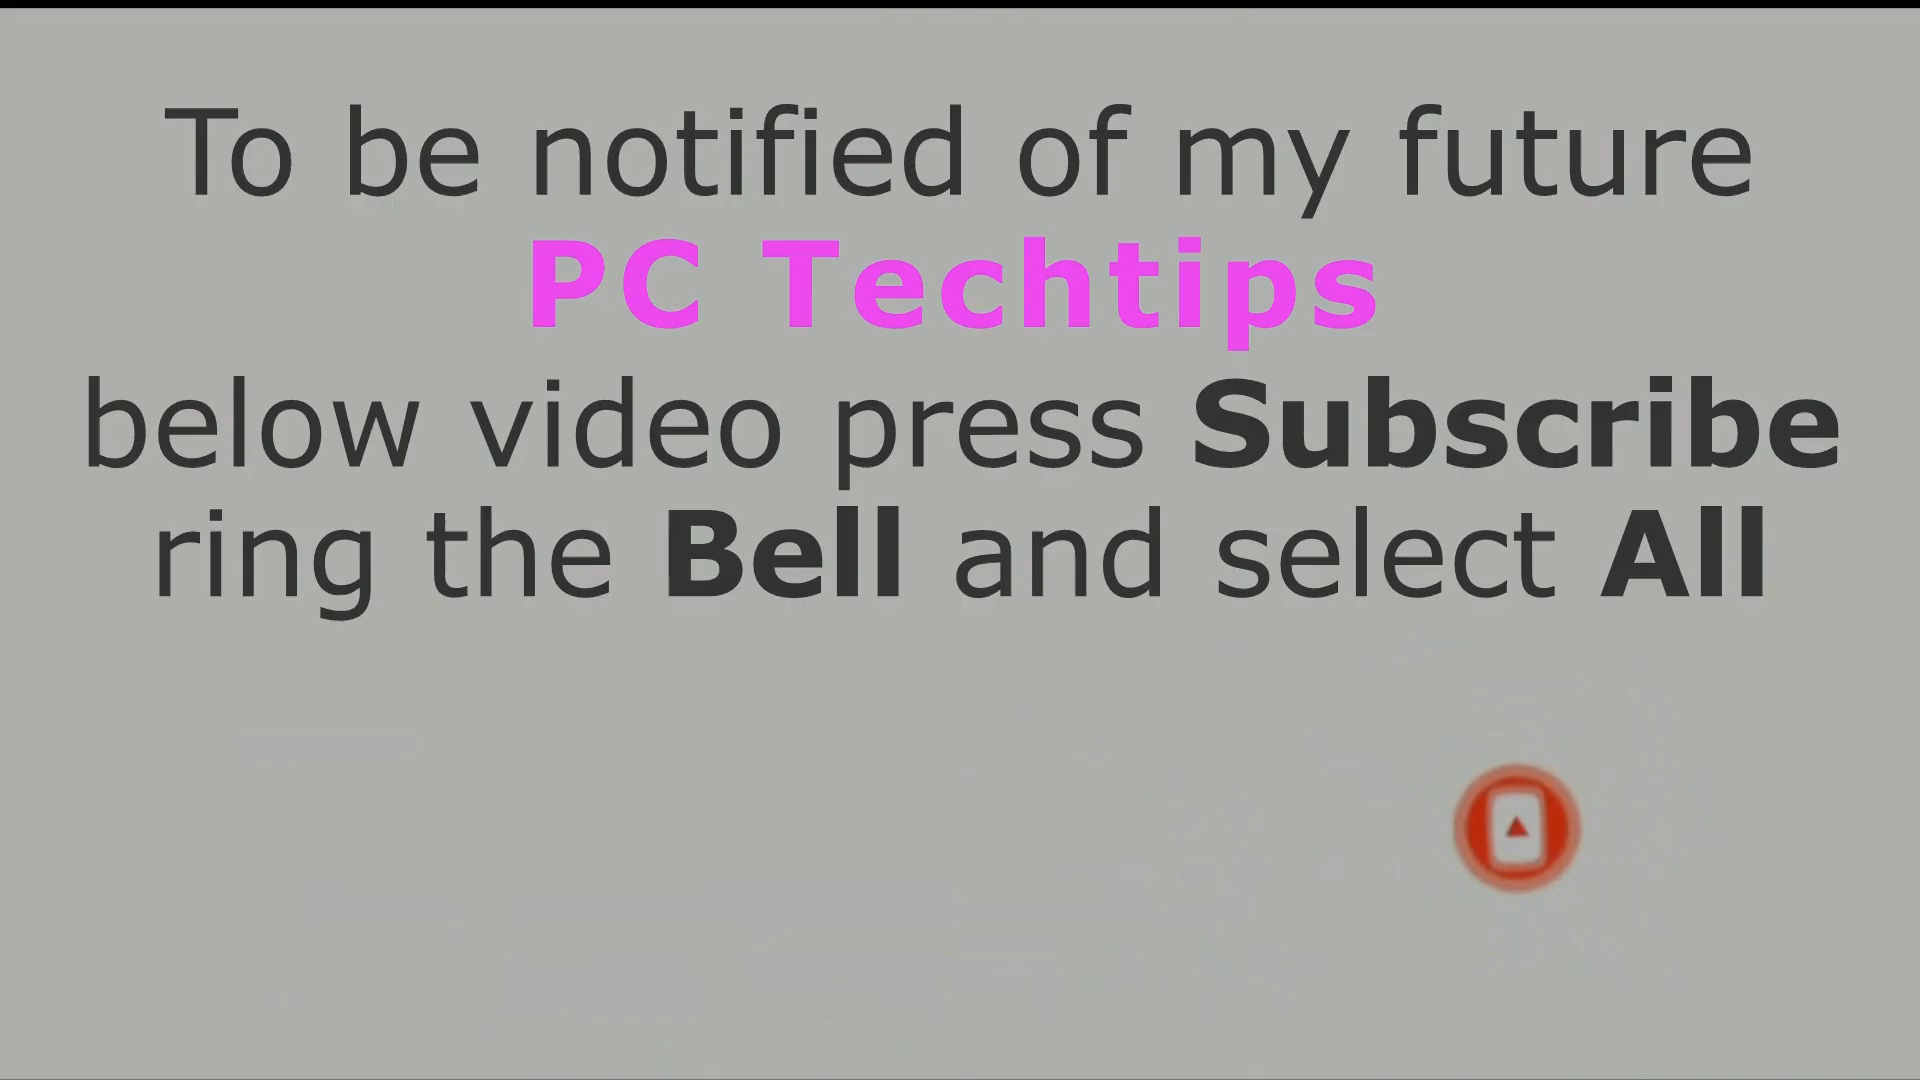 To be notified of my future
PC Techtips
below video press Subscribe
ring the Bell and select All